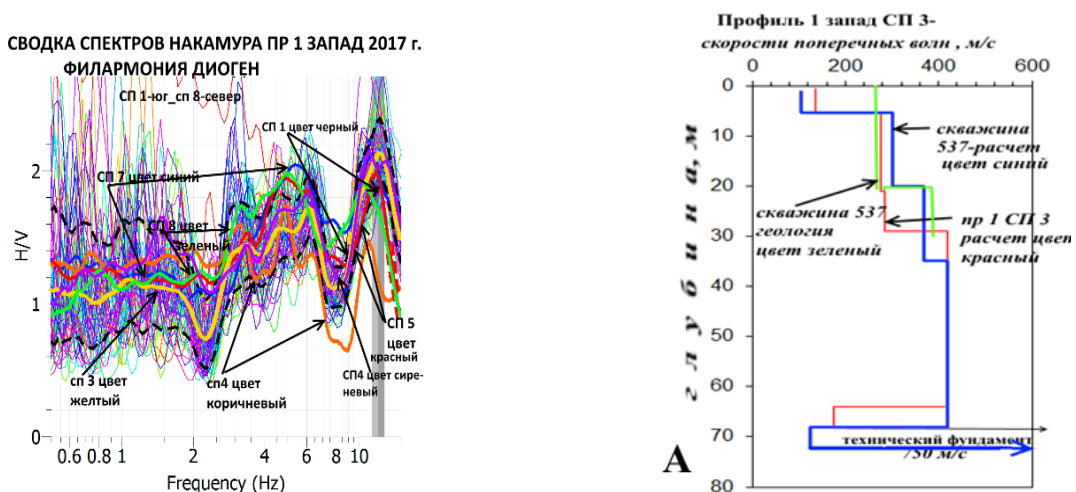 СВОДКА СПЕКТРОВ НАКАМУРА ПР 1 ЗАПАД 2017 г.
ФИЛАРМОНИЯ ДИОГЕН
СП 1-юг_сп 8-север
СП 1 цвет черный
СП 7 цвет синий
СП 8 цвет
зеленый
сп 3 цвет
желтый
сп4 цвет
коричневый
СП 5
цвет
красный
СП4 цвет сире-
невый
H/V
2
1
0
0.6 0.8 1 2 4 6 8 10
Frequency (Hz)
Профиль 1 запад СП 3-
скорости поперечных волн , м/с
0 200 400 600
0
10
20
30
40
50
60
70
80
глубина, м
скважина
537-расчет
цвет синий
скважина 537
геология
цвет зеленый
пр 1 СП 3
расчет цвет
красный
технический фундамент
750 м/с
А